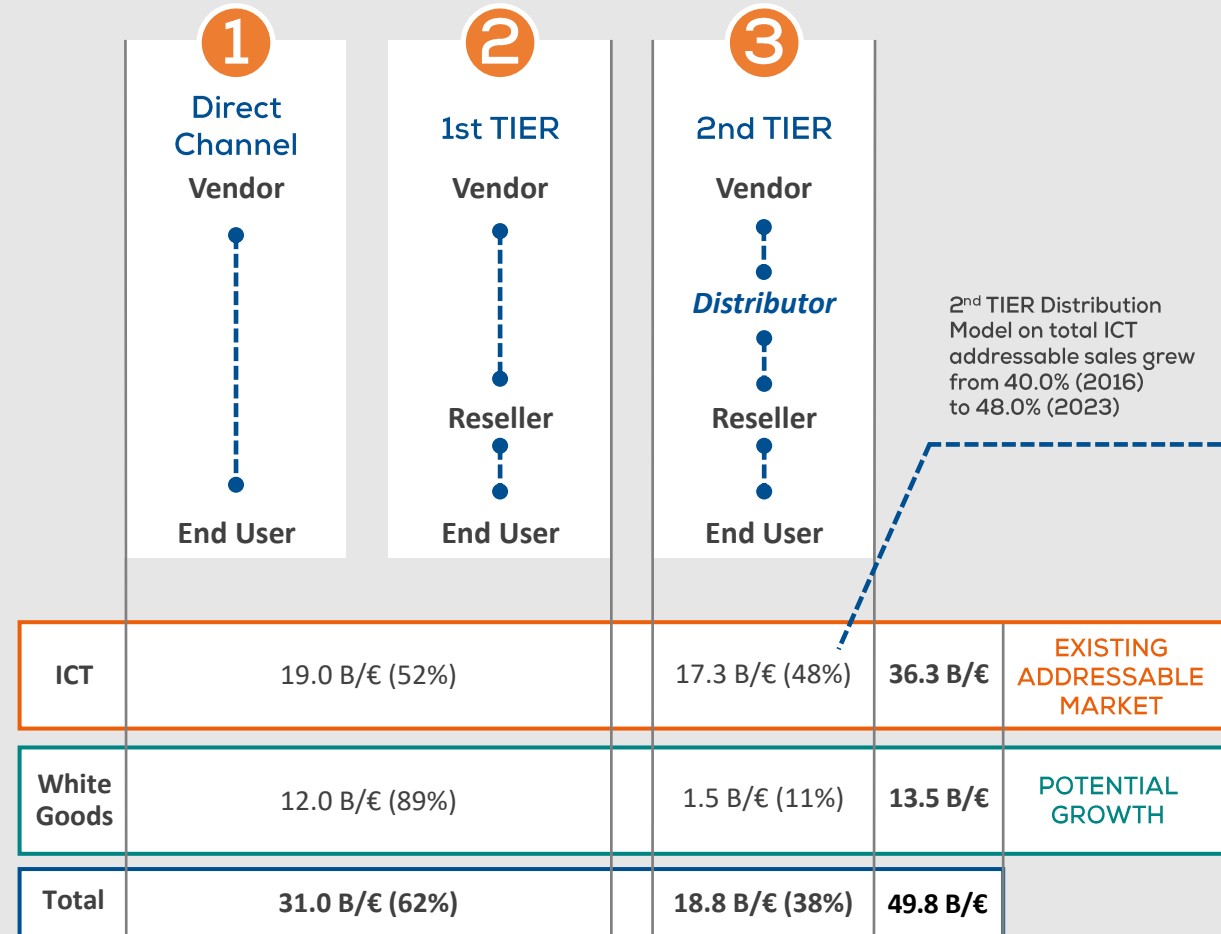 1
Direct
Channel
Vendor
End User
2
1st TIER
Vendor
Reseller
End User
3
2nd TIER
Vendor
Distributor
Reseller
End User
2nd TIER Distribution
Model on total ICT
addressable sales grew
from 40.0% (2016)
to 48.0% (2023)
ICT
19.0 B/€ (52%)
17.3 B/€ (48%)
36.3 B/€
EXISTING
ADDRESSABLE
MARKET
White
Goods
12.0 B/€ (89%)
1.5 B/€ (11%)
13.5 B/€
POTENTIAL
GROWTH
Total
31.0 B/€ (62%)
18.8 B/€ (38%)
49.8 B/€